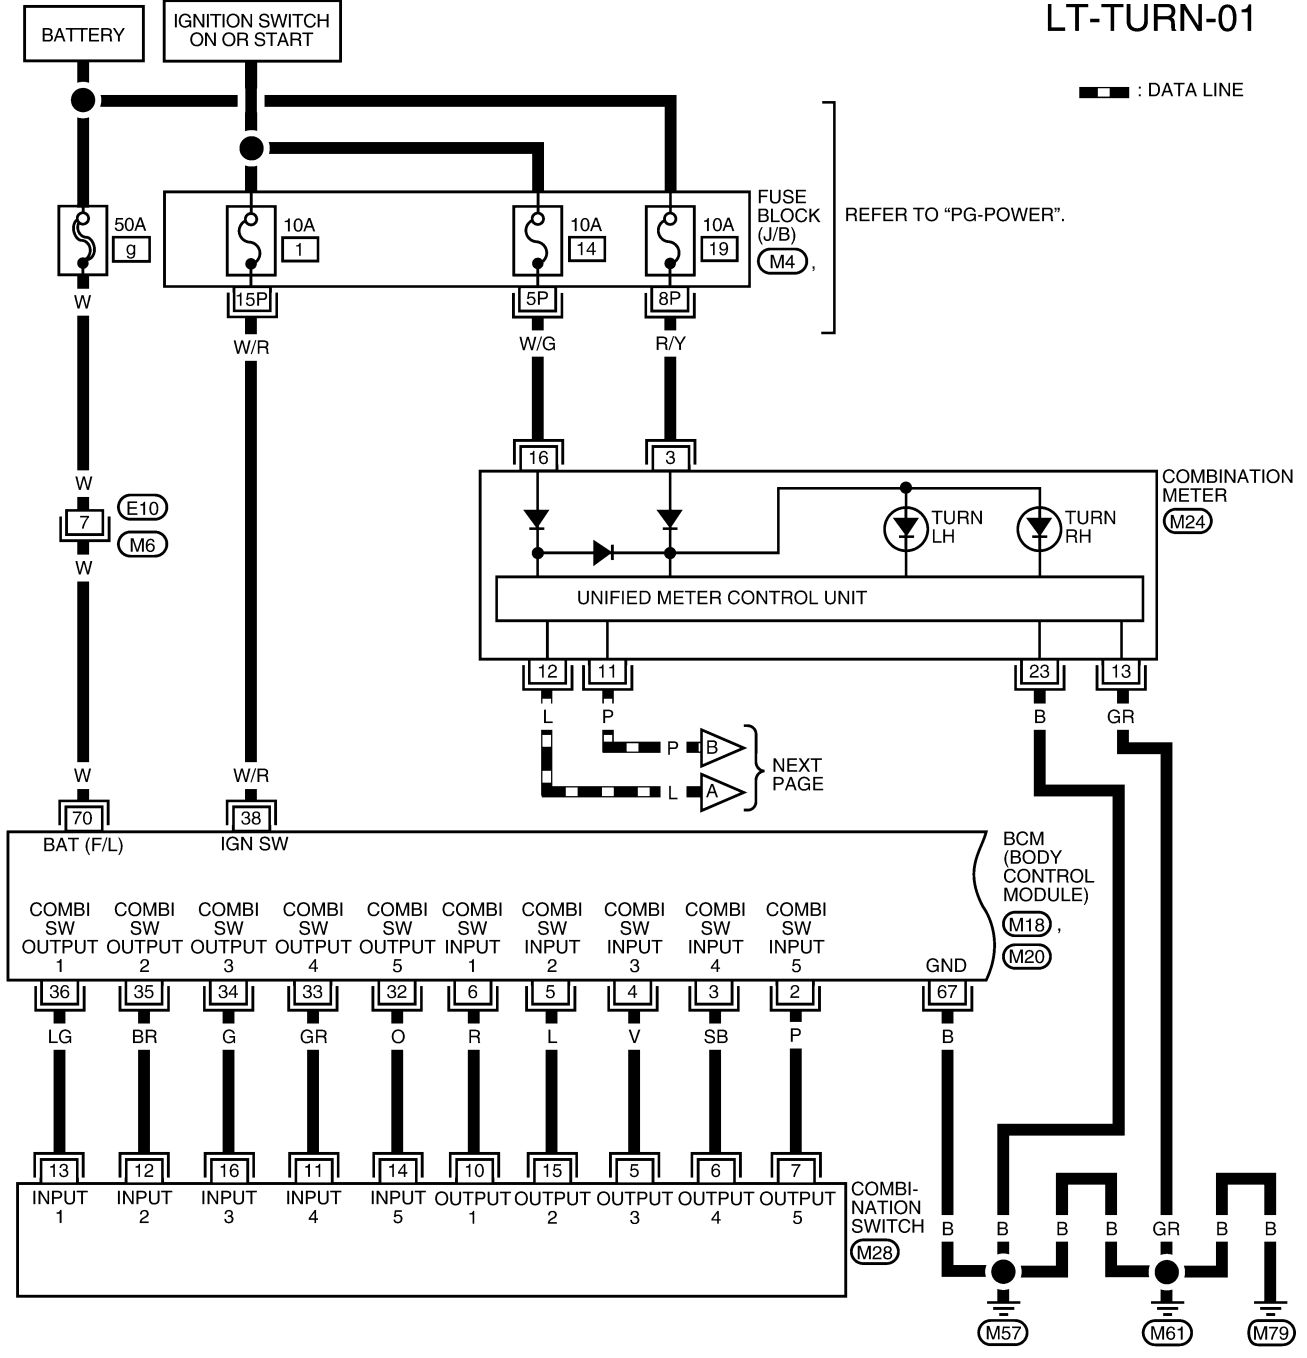 LT-TURN-01
BATTERY
IGNITION SWITCH
ON OR START
: DATA LINE
50A
g
10A
1
10A
14
10A
19
FUSE
BLOCK
(J/B)
M4 ,
REFER TO “PG-POWER”.
15P
5P
8P
W
W/R
W/G
R/Y
16
3
W
7
E10
M6
W
COMBINATION
METER
M24
TURN
LH
TURN
RH
UNIFIED METER CONTROL UNIT
12
11
23
13
L
P
B
GR
P
B
L
A
NEXT
PAGE
W
W/R
70
38
BAT (F/L)
IGN SW
BCM
(BODY
CONTROL
MODULE)
M18 ,
M20
COMBI
SW
OUTPUT
1
COMBI
SW
OUTPUT
2
COMBI
SW
OUTPUT
3
COMBI
SW
OUTPUT
4
COMBI
SW
OUTPUT
5
COMBI
SW
INPUT
1
COMBI
SW
INPUT
2
COMBI
SW
INPUT
3
COMBI
SW
INPUT
4
COMBI
SW
INPUT
5
GND
36
35
34
33
32
6
5
4
3
2
67
LG
BR
G
GR
O
R
L
V
SB
P
B
13
12
16
11
14
10
15
5
6
7
INPUT
1
INPUT
2
INPUT
3
INPUT
4
INPUT
5
OUTPUT
1
OUTPUT
2
OUTPUT
3
OUTPUT
4
OUTPUT
5
COMBI-
NATION
SWITCH
M28
B
B
B
B
GR
B
B
M57
M61
M79